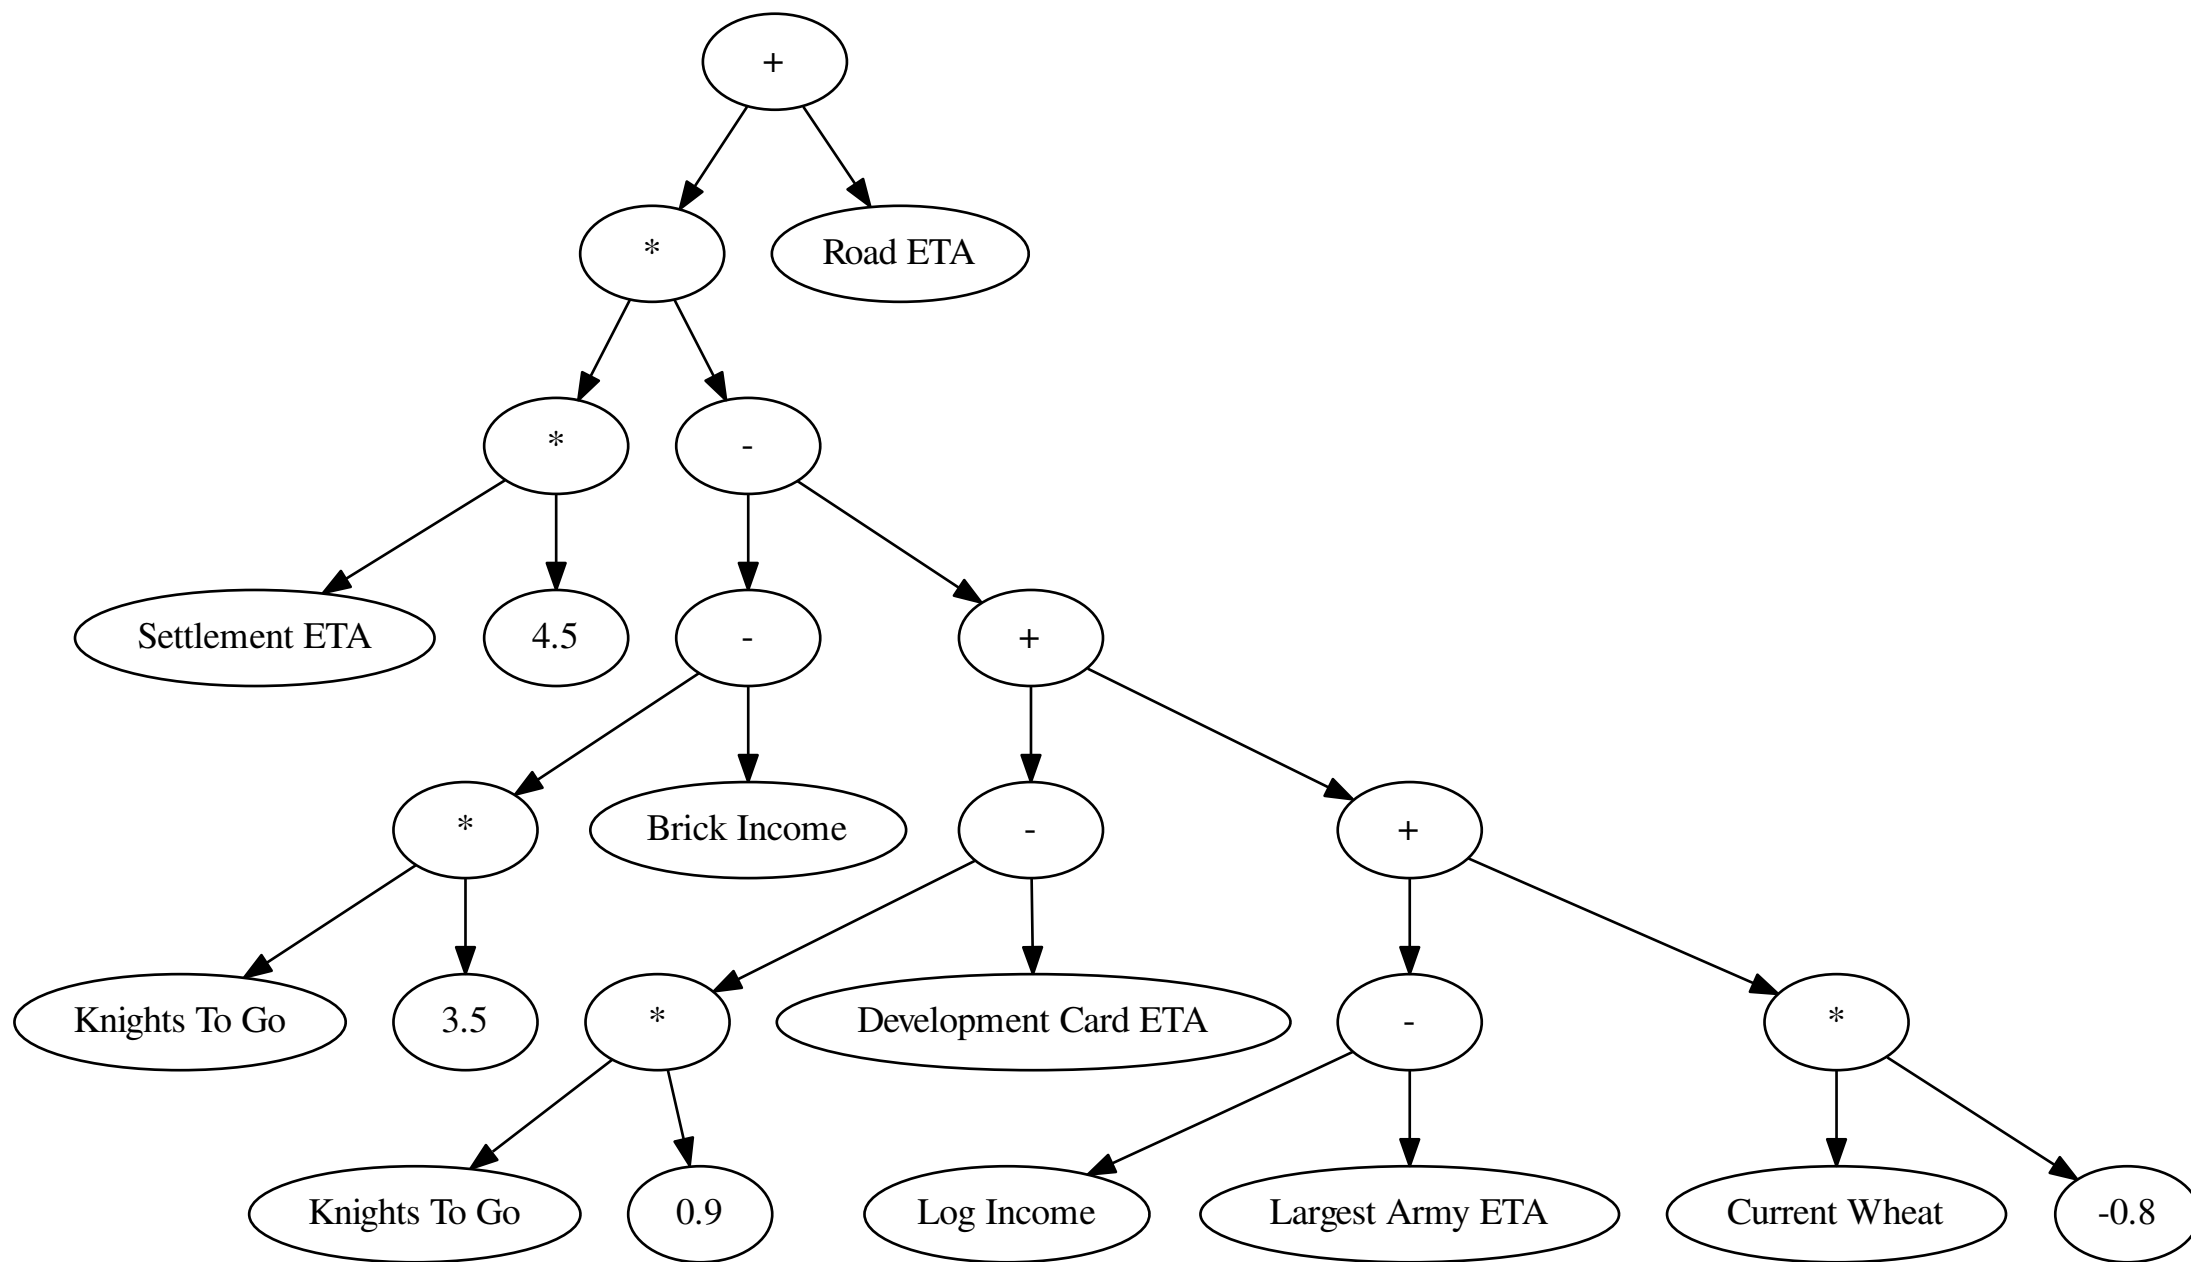 +
*
Road ETA
*
-
Settlement ETA
4.5
-
+
*
Brick Income
-
+
Knights To Go
3.5
*
Development Card ETA
-
*
Knights To Go
0.9
Log Income
Largest Army ETA
Current Wheat
-0.8